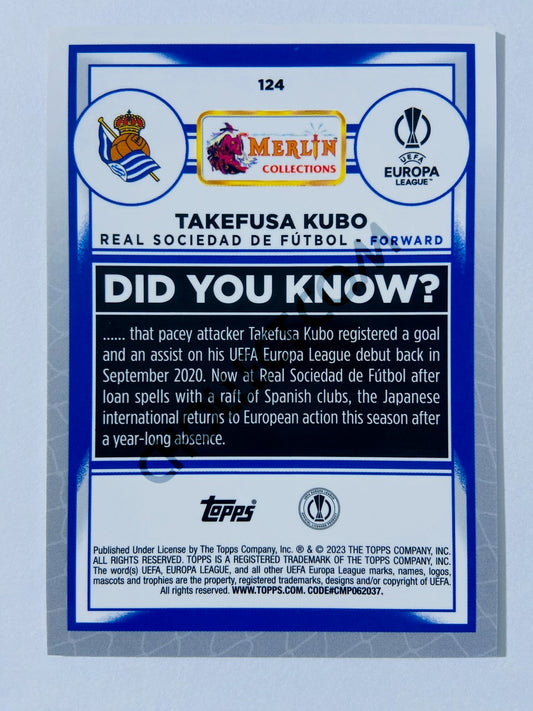 124
MERLIN
COLLECTIONS
UEFA
EUROPA
LEAGUE™
TAKEFUSA KUBO
REAL SOCIEDAD DE FÚTBOL - FORWARD
DID YOU KNOW?
...... that pacey attacker Takefusa Kubo registered a goal
and an assist on his UEFA Europa League debut back in
September 2020. Now at Real Sociedad de Fútbol after
loan spells with a raft of Spanish clubs, the Japanese
international returns to European action this season after
a year-long absence.
Topps
Published Under License by The Topps Company, Inc. ® & © 2023 THE TOPPS COMPANY, INC.
ALL RIGHTS RESERVED. TOPPS IS A REGISTERED TRADEMARK OF THE TOPPS COMPANY, INC.
The word(s) UEFA, EUROPA LEAGUE, and all other UEFA Europa League marks, names, logos,
mascots and trophies are the property, registered trademarks, designs and/or copyright of UEFA.
All rights reserved. WWW.TOPPS.COM. CODE#CMP062037.